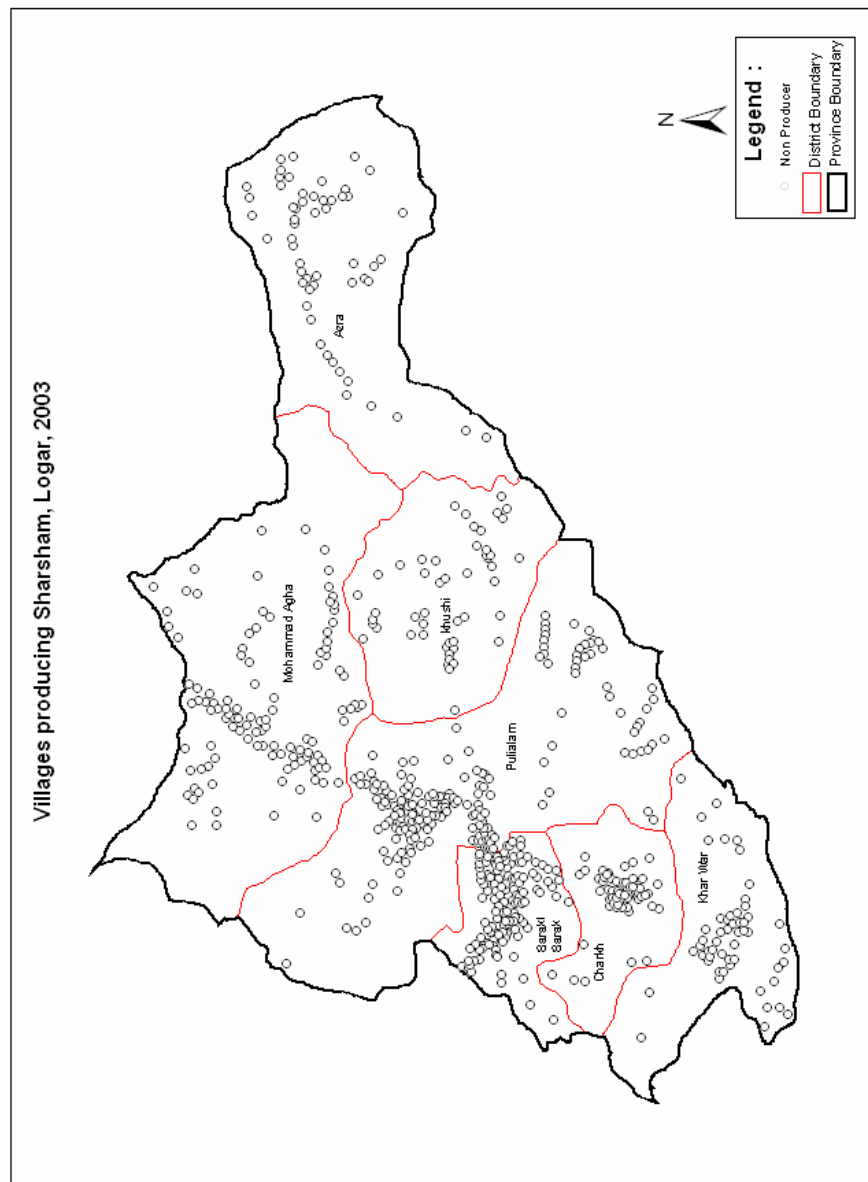 Villages producing Sharsham, Logar, 2003
Azra
Mohammad Agha
khushi
Pulialam
Baraki
Barak
Charkh
Khar War
N
Legend :
Non Producer
District Boundary
Province Boundary